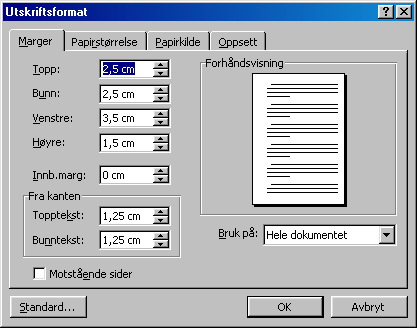 Utskriftsformat
Marger Papirstørrelse Papirkilde Oppsett
Topp: 2,5 cm
Bunn: 2,5 cm
Venstre: 3,5 cm
Høyre: 1,5 cm
Innb.marg: 0 cm
Fra kanten
Topptekst: 1,25 cm
Bunntekst: 1,25 cm
Motstående sider
Forhåndsvisning
Bruk på: Hele dokumentet
Standard... OK Avbryt